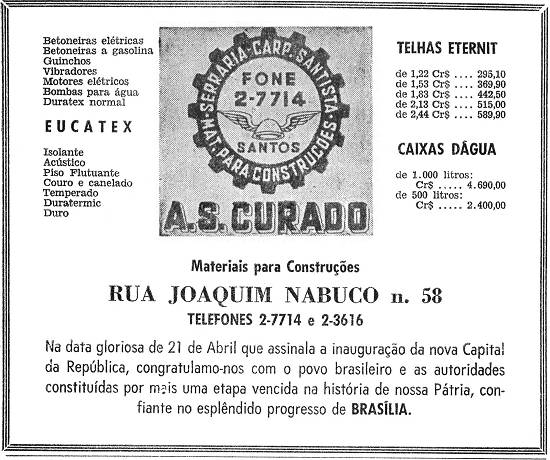 Betoneiras elétricas
Betoneiras a gasolina
Guinchos
Vibradores
Motores elétricos
Bombas para água
Duratex normal
EUCATEX
Isolante
Acústico
Piso Flutuante
Couro e canelado
Temperado
Duratermic
Duro
SERRARIA-CARP. SANTISTA
FONE
2-7714
SANTOS
MAT. PARA CONSTRUCÕES
A.S. CURADO
TELHAS ETERNIT
de 1,22 Cr$ .... 295,10
de 1,53 Cr$ .... 369,90
de 1,83 Cr$ .... 442,50
de 2,13 Cr$ .... 515,00
de 2,44 Cr$ .... 589,90
CAIXAS DÁGUA
de 1.000 litros:
Cr$ ..... 4.690,00
de 500 litros:
Cr$ ..... 2.400,00
Materiais para Construções
RUA JOAQUIM NABUCO n. 58
TELEFONES 2-7714 e 2-3616
Na data gloriosa de 21 de Abril que assinala a inauguração da nova Capital
da República, congratulamo-nos com o povo brasileiro e as autoridades
constituídas por mais uma etapa vencida na história de nossa Pátria, con-
fiante no esplêndido progresso de BRASÍLIA.